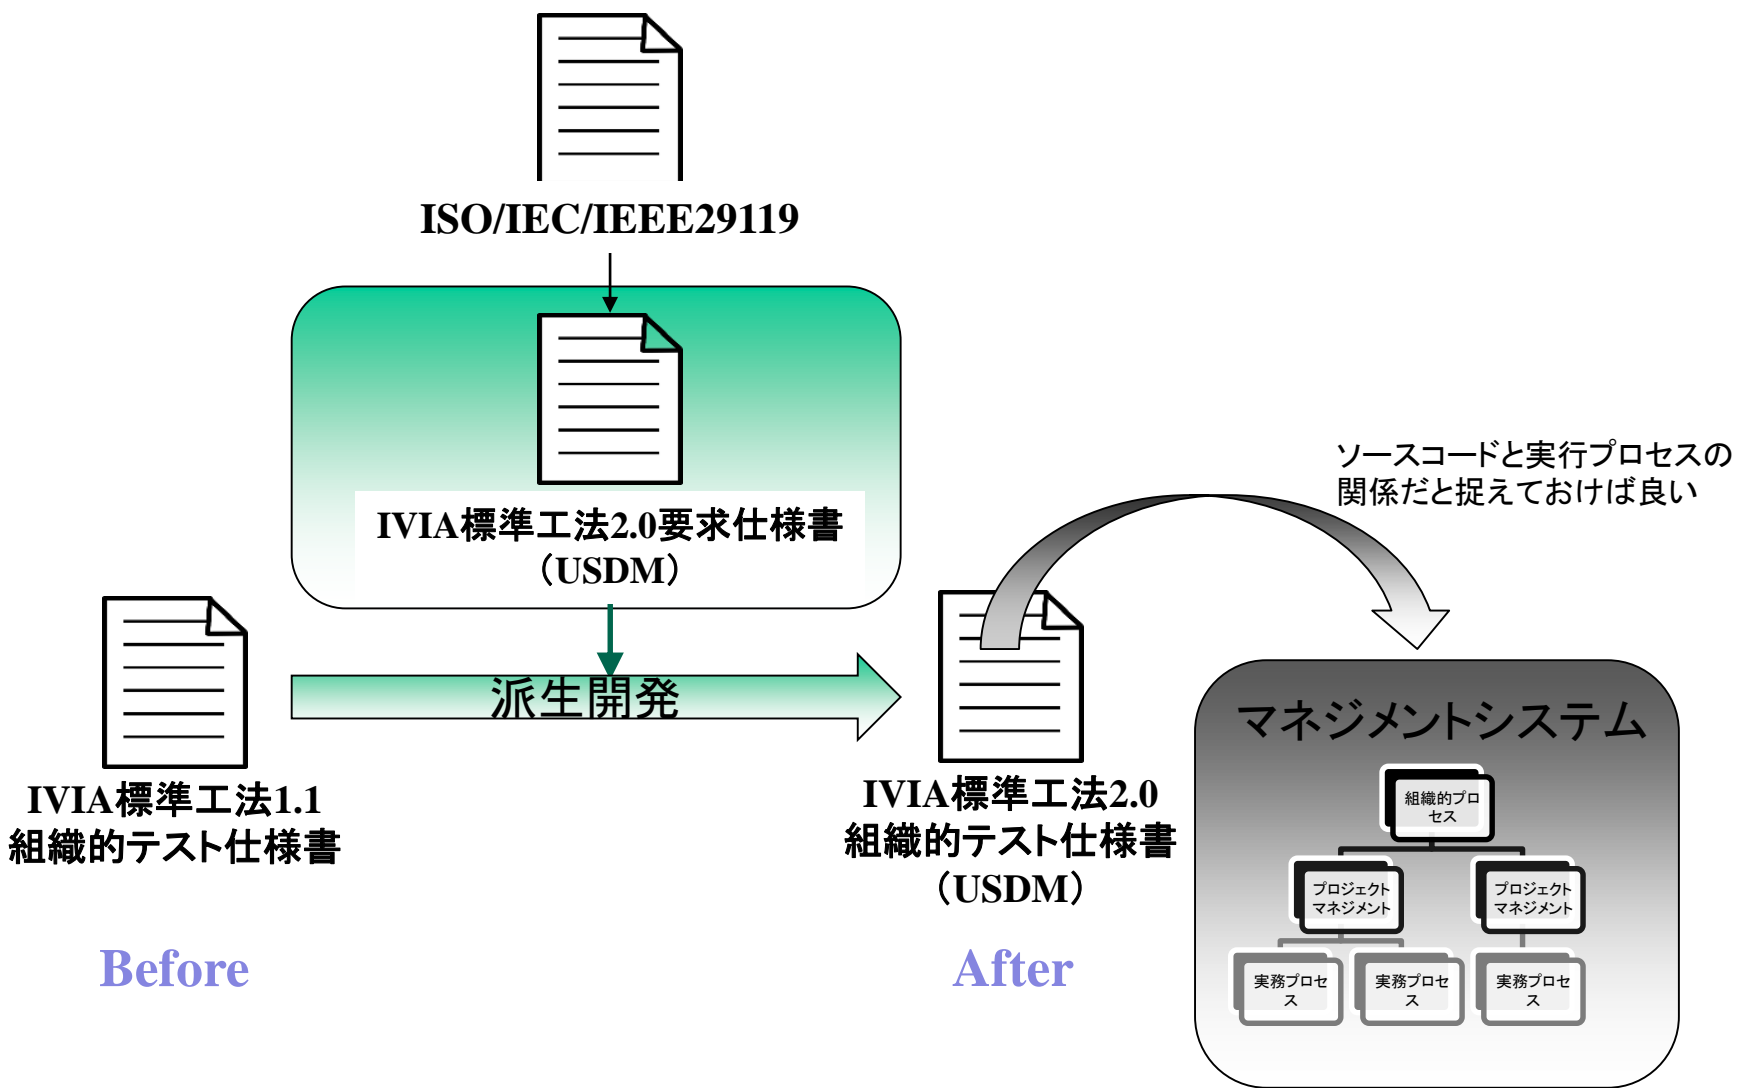 ISO/IEC/IEEE29119
IVIA標準工法2.0要求仕様書
（USDM）
ソースコードと実行プロセスの
関係だと捉えておけば良い
派生開発
IVIA標準工法1.1
組織的テスト仕様書
Before
IVIA標準工法2.0
組織的テスト仕様書
（USDM）
After
マネジメントシステム
組織的プロ
セス
プロジェクト
マネジメント
プロジェクト
マネジメント
実務プロセ
ス
実務プロセ
ス
実務プロセ
ス